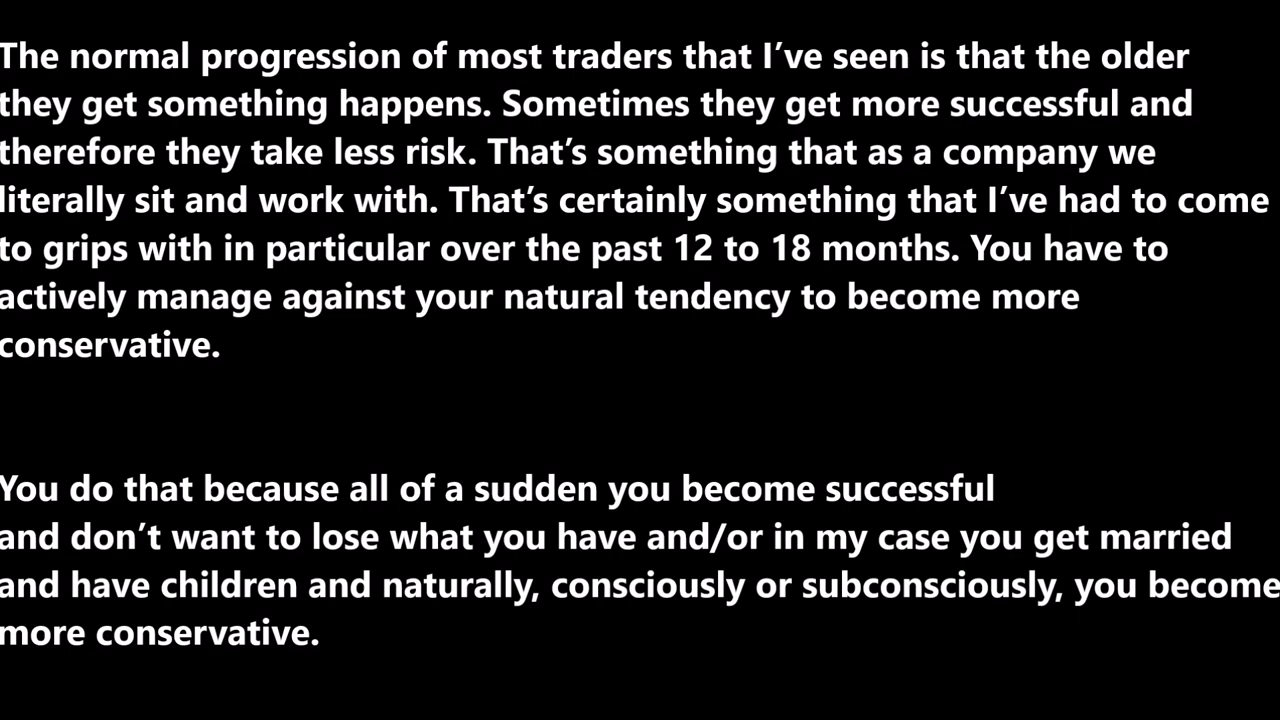 The normal progression of most traders that I’ve seen is that the older
they get something happens. Sometimes they get more successful and
therefore they take less risk. That’s something that as a company we
literally sit and work with. That’s certainly something that I’ve had to come
to grips with in particular over the past 12 to 18 months. You have to
actively manage against your natural tendency to become more
conservative.
You do that because all of a sudden you become successful
and don’t want to lose what you have and/or in my case you get married
and have children and naturally, consciously or subconsciously, you become
more conservative.